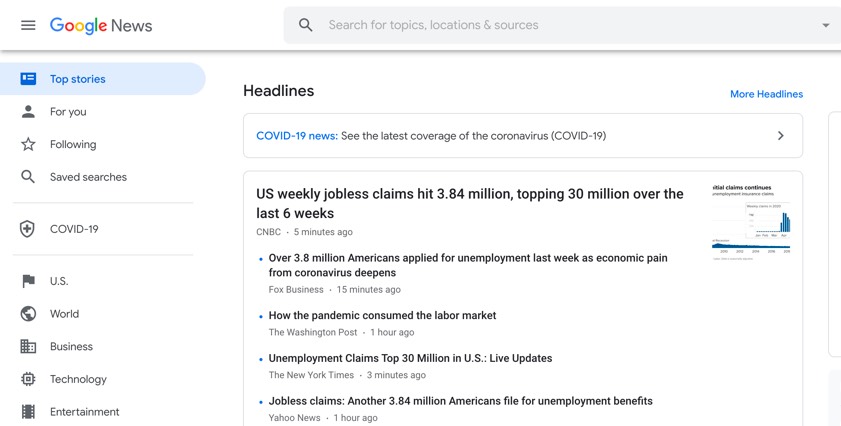 Google News
Search for topics, locations & sources
Top stories
For you
Following
Saved searches
COVID-19
U.S.
World
Business
Technology
Entertainment
Headlines
More Headlines
COVID-19 news: See the latest coverage of the coronavirus (COVID-19)
US weekly jobless claims hit 3.84 million, topping 30 million over the
last 6 weeks
CNBC · 5 minutes ago
itial claims continues
Over 3.8 million Americans applied for unemployment last week as economic pain
from coronavirus deepens
Fox Business · 15 minutes ago
How the pandemic consumed the labor market
The Washington Post · 1 hour ago
Unemployment Claims Top 30 Million in U.S.: Live Updates
The New York Times · 3 minutes ago
Jobless claims: Another 3.84 million Americans file for unemployment benefits
Yahoo News · 1 hour ago